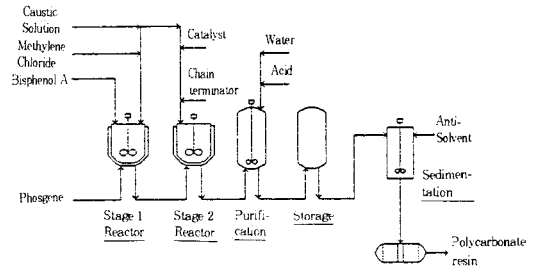 Caustic
Solution
Methylene
Chloride
Bisphenol A
Catalyst
Chain
terminator
Water
Acid
Anti-
Solvent
Phosgene
Stage 1
Reactor
Stage 2
Reactor
Purifi-
cation
Storage
Sedimen-
tation
Polycarbonate
resin